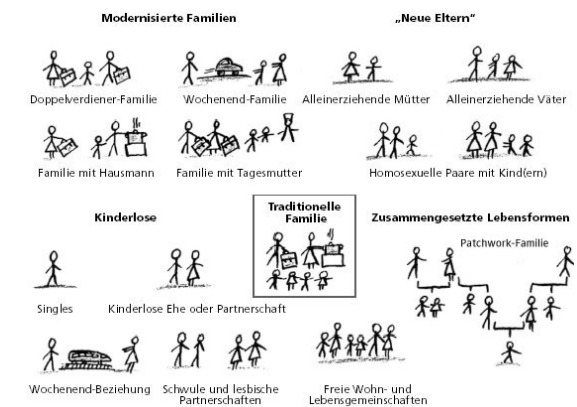 Modernisierte Familien
„Neue Eltern“
Doppelverdiener-Familie
Wochenend-Familie
Alleinerziehende Mütter
Alleinerziehende Väter
Familie mit Hausmann
Familie mit Tagesmutter
Homosexuelle Paare mit Kind(ern)
Kinderlose
Traditionelle
Familie
Zusammengesetzte Lebensformen
Patchwork-Familie
Singles
Kinderlose Ehe oder Partnerschaft
Wochenend-Beziehung
Schwule und lesbische
Partnerschaften
Freie Wohn- und
Lebensgemeinschaften